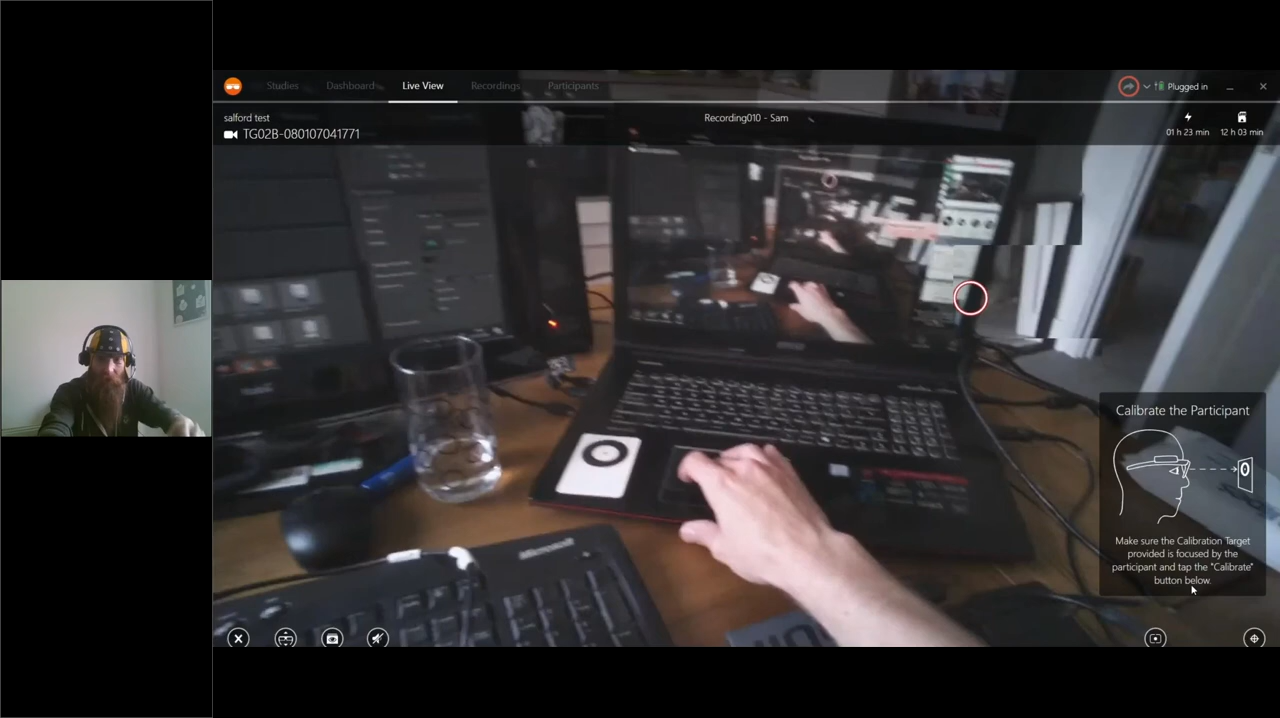 Studies Dashboard Live View Recordings Participants
Plugged in
salford test
Recording010 - Sam
TG02B-080107041771
01 h 23 min 12 h 03 min
Calibrate the Participant
Make sure the Calibration Target
provided is focused by the
participant and tap the "Calibrate"
button below.
Microsoft